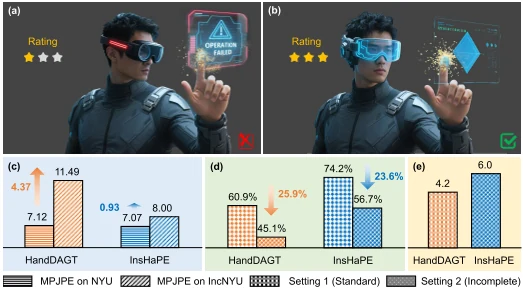 (a)
Rating
OPERATION
FAILED
(b)
Rating
(c)
4.37
11.49
7.12
0.93
7.07
8.00
HandDAGT
InsHaPE
(d)
60.9%
25.9%
45.1%
74.2%
23.6%
56.7%
HandDAGT
InsHaPE
(e)
4.2
6.0
HandDAGT
InsHaPE
MPJPE on NYU
MPJPE on IncNYU
Setting 1 (Standard)
Setting 2 (Incomplete)